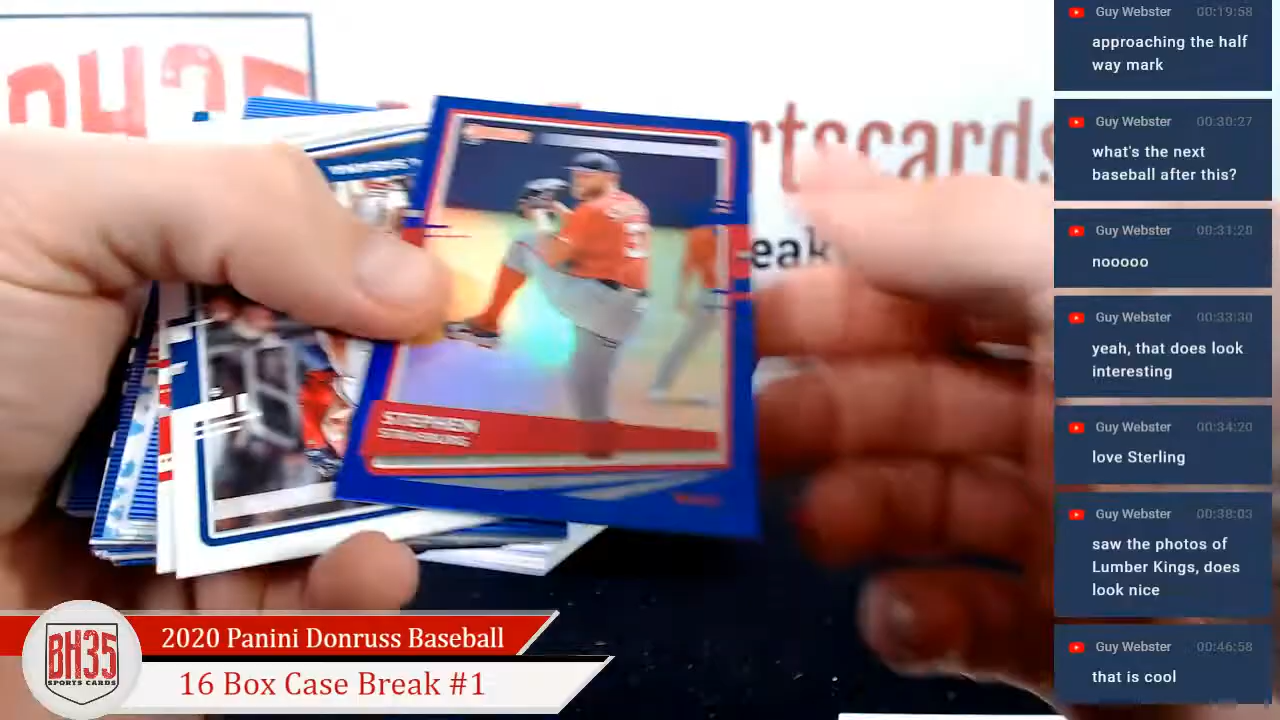 BH35
rtscards
eak
STEPHEN
STRASBURG
BH35
SPORTS CARDS
2020 Panini Donruss Baseball
16 Box Case Break #1
Guy Webster 00:19:58
approaching the half
way mark
Guy Webster 00:30:27
what's the next
baseball after this?
Guy Webster 00:31:20
noooo
Guy Webster 00:33:30
yeah, that does look
interesting
Guy Webster 00:34:20
love Sterling
Guy Webster 00:38:03
saw the photos of
Lumber Kings, does
look nice
Guy Webster 00:46:58
that is cool